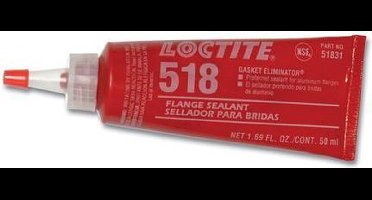 LOCTITE
NSF
PART NO.
51831
518
GASKET ELIMINATOR®
Preferred sealant for aluminum flanges
El sellador preferido para bridas
de aluminio
FLANGE SEALANT
SELLADOR PARA BRIDAS
NET 1.69 FL. OZ./CONT. 50 ml